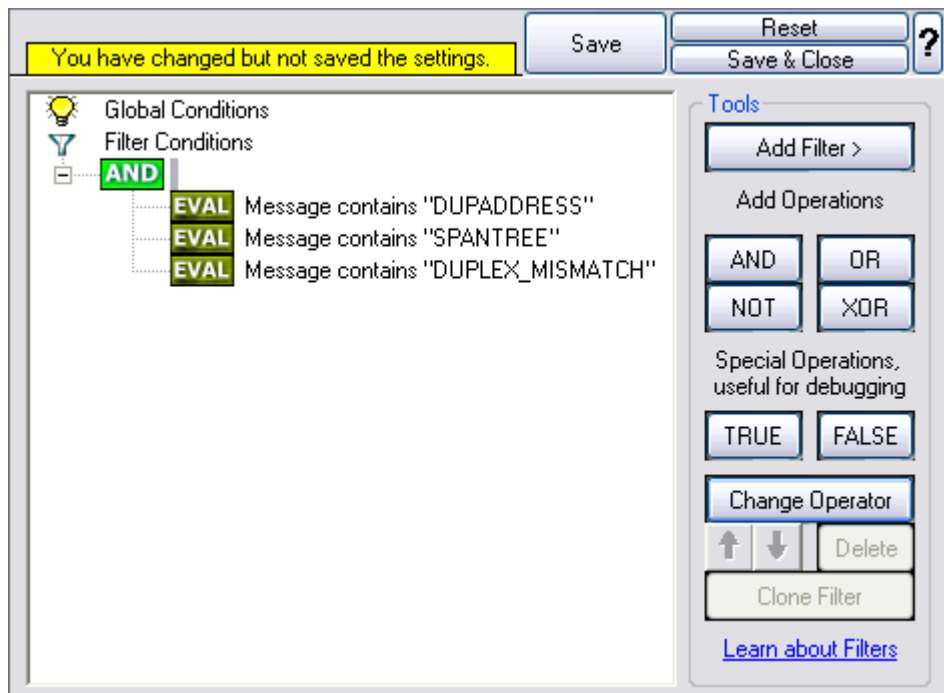 You have changed but not saved the settings.
Save
Reset
Save & Close
?
Global Conditions
Filter Conditions
AND
EVAL Message contains "DUPADDRESS"
EVAL Message contains "SPANTREE"
EVAL Message contains "DUPLEX_MISMATCH"
Tools
Add Filter >
Add Operations
AND OR
NOT XOR
Special Operations,
useful for debugging
TRUE FALSE
Change Operator
Delete
Clone Filter
Learn about Filters